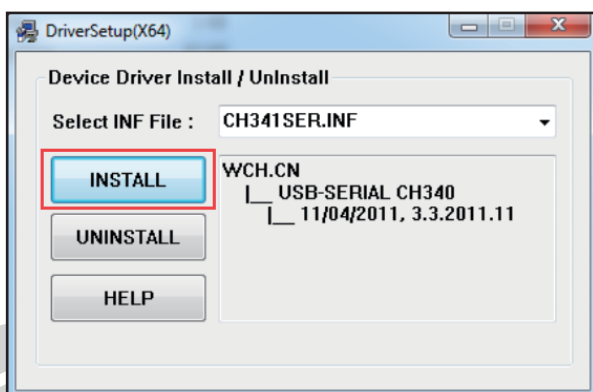 DriverSetup(X64)
Device Driver Install / UnInstall
Select INF File :
CH341SER.INF
INSTALL
UNINSTALL
HELP
WCH.CN
|__ USB-SERIAL CH340
|__ 11/04/2011, 3.3.2011.11